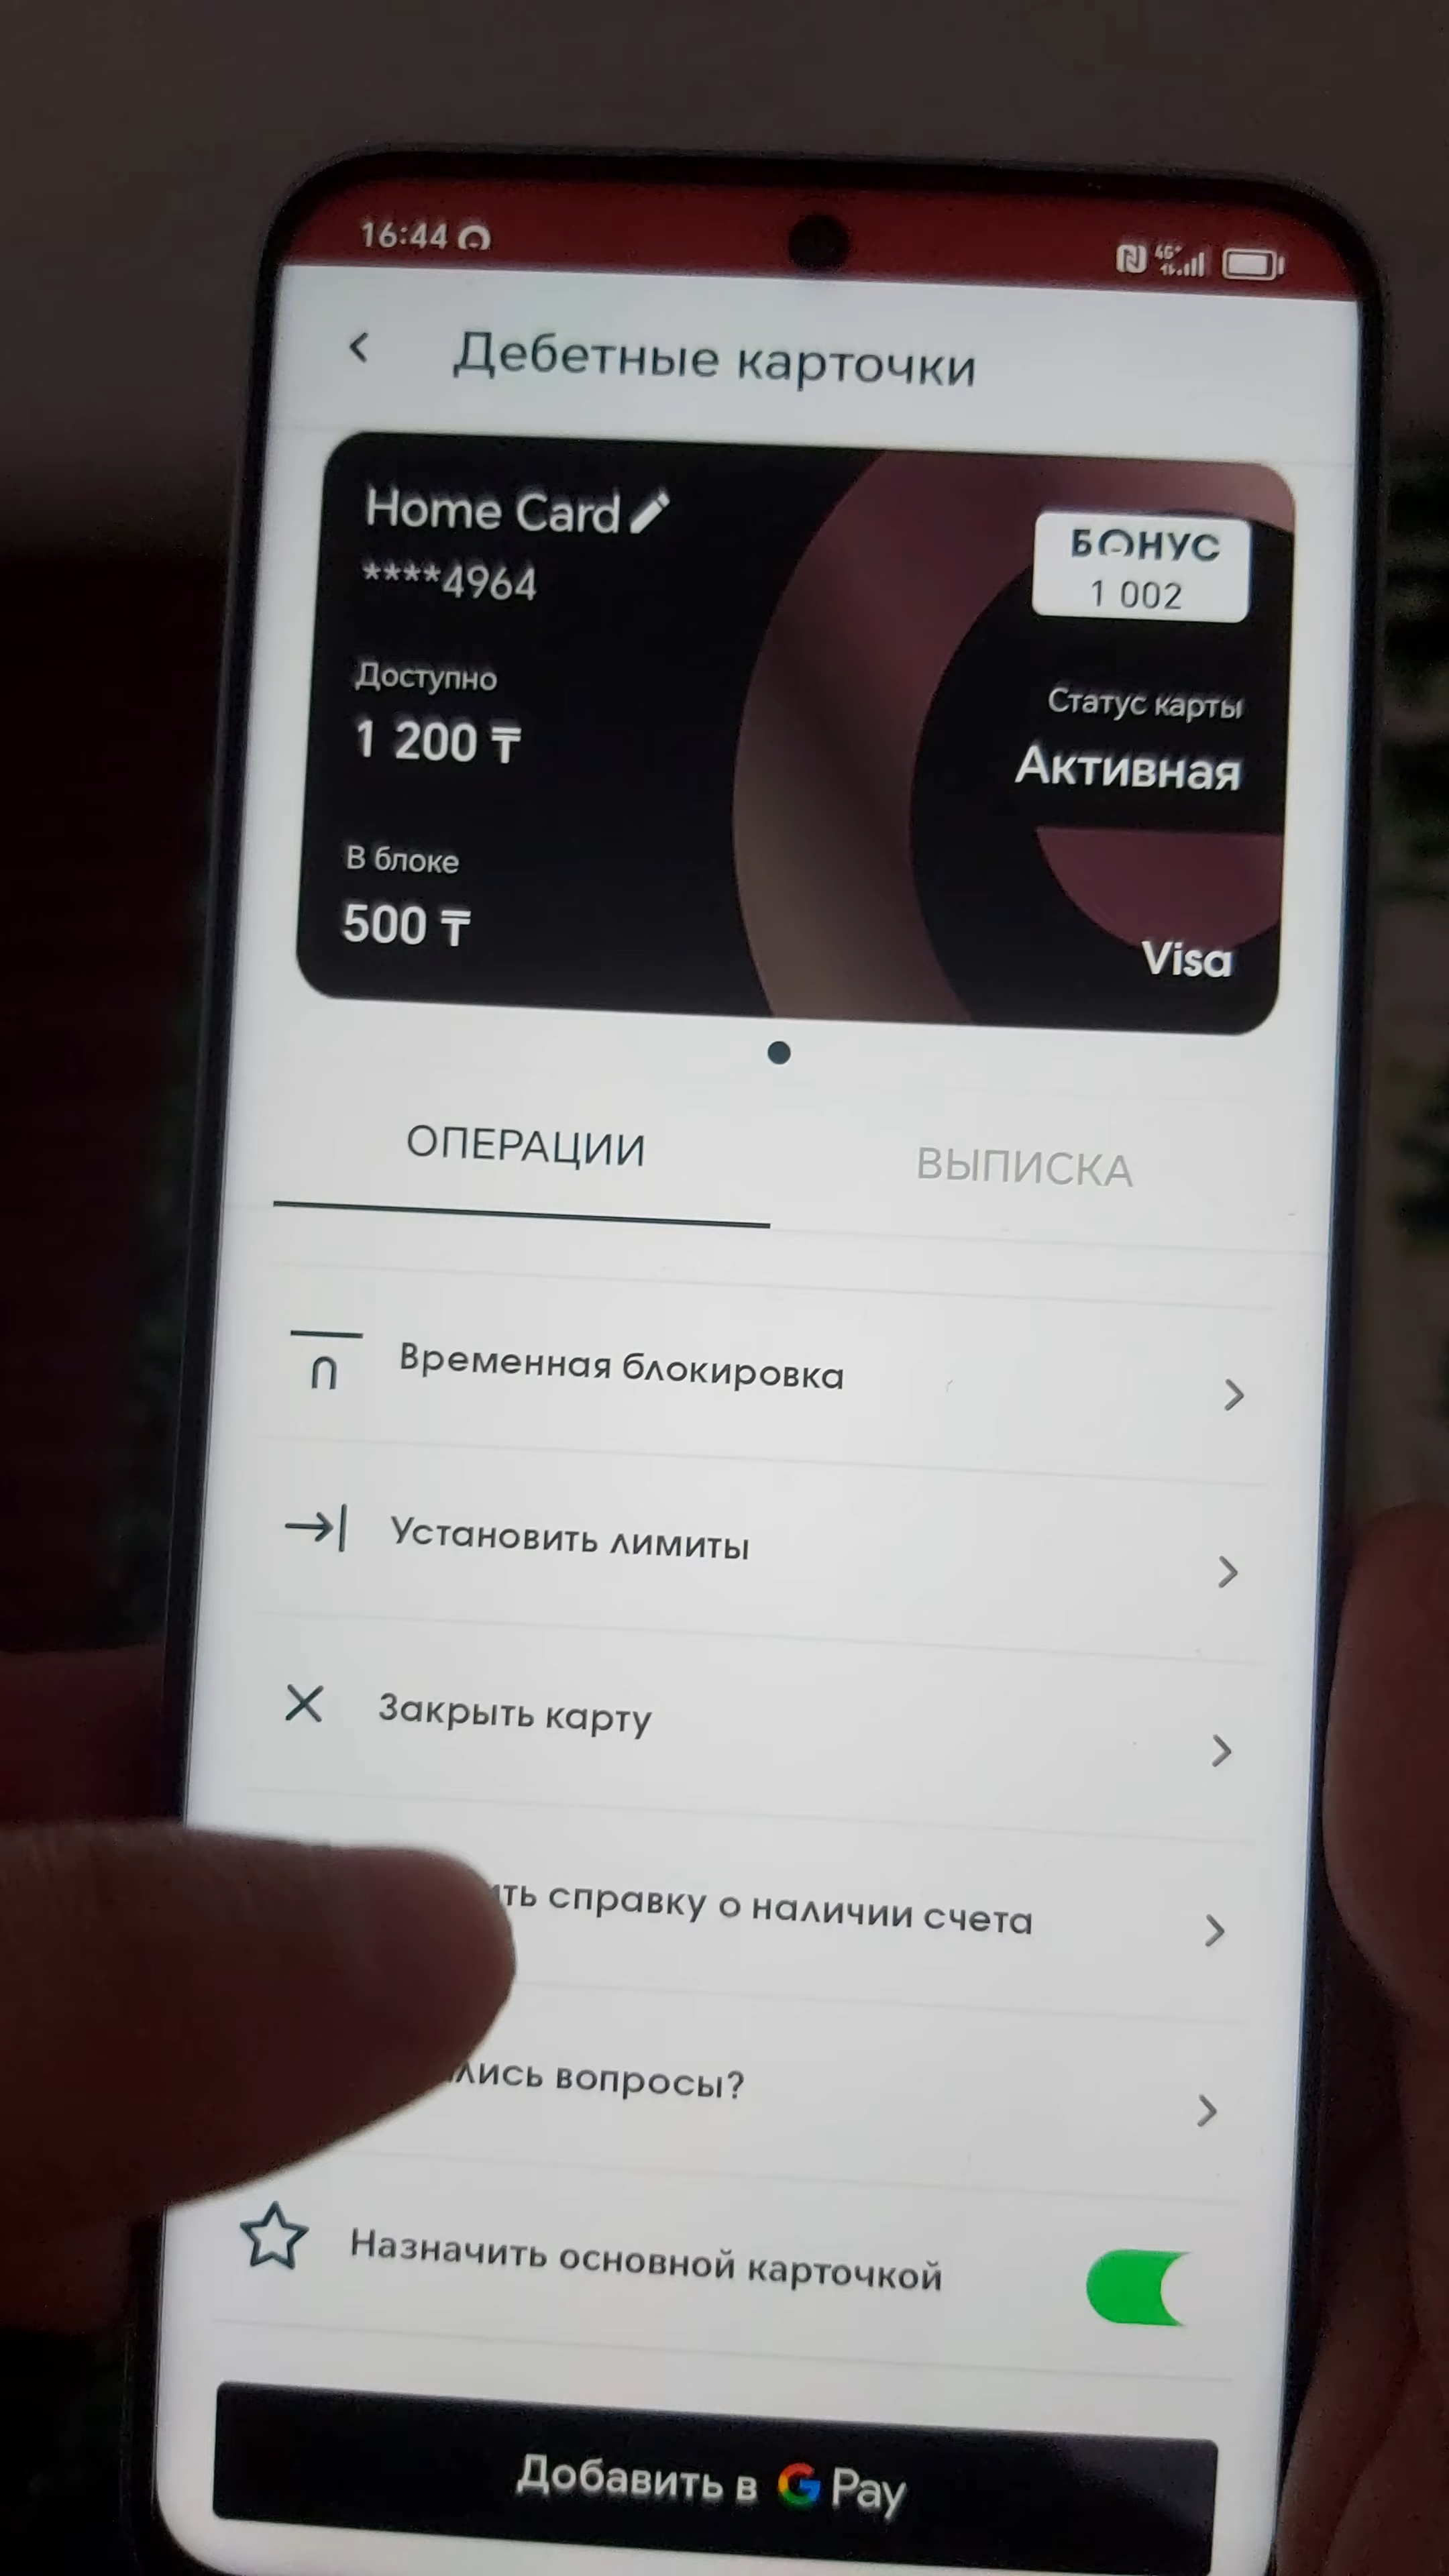 16:44
4G+
Дебетные карточки
Home Card
****4964
БОНУС
1 002
Доступно
1 200 ₸
Статус карты
Активная
В блоке
500 ₸
Visa
ОПЕРАЦИИ
ВЫПИСКА
Временная блокировка
Установить лимиты
Закрыть карту
справку о наличии счета
вопросы?
Назначить основной карточкой
Добавить в G Pay